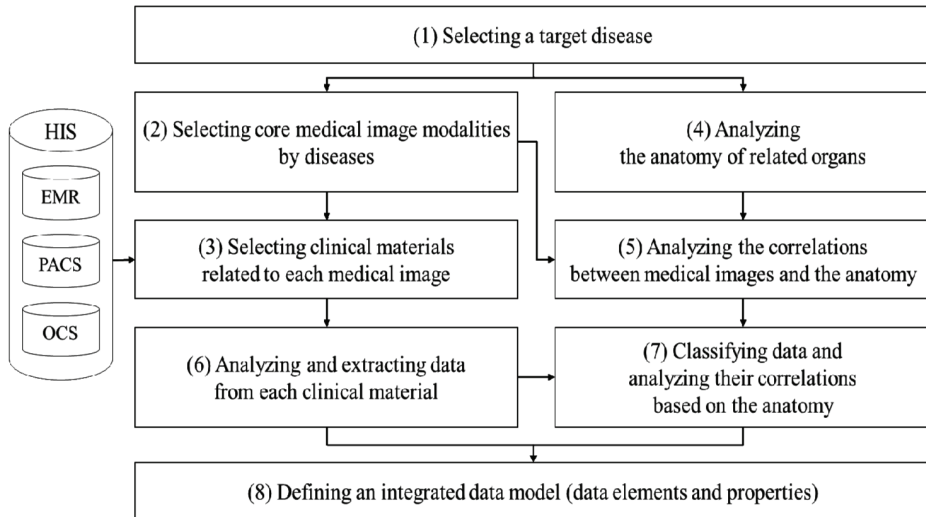 (1) Selecting a target disease
HIS
EMR
PACS
OCS
(2) Selecting core medical image modalities
by diseases
(4) Analyzing
the anatomy of related organs
(3) Selecting clinical materials
related to each medical image
(5) Analyzing the correlations
between medical images and the anatomy
(6) Analyzing and extracting data
from each clinical material
(7) Classifying data and
analyzing their correlations
based on the anatomy
(8) Defining an integrated data model (data elements and properties)